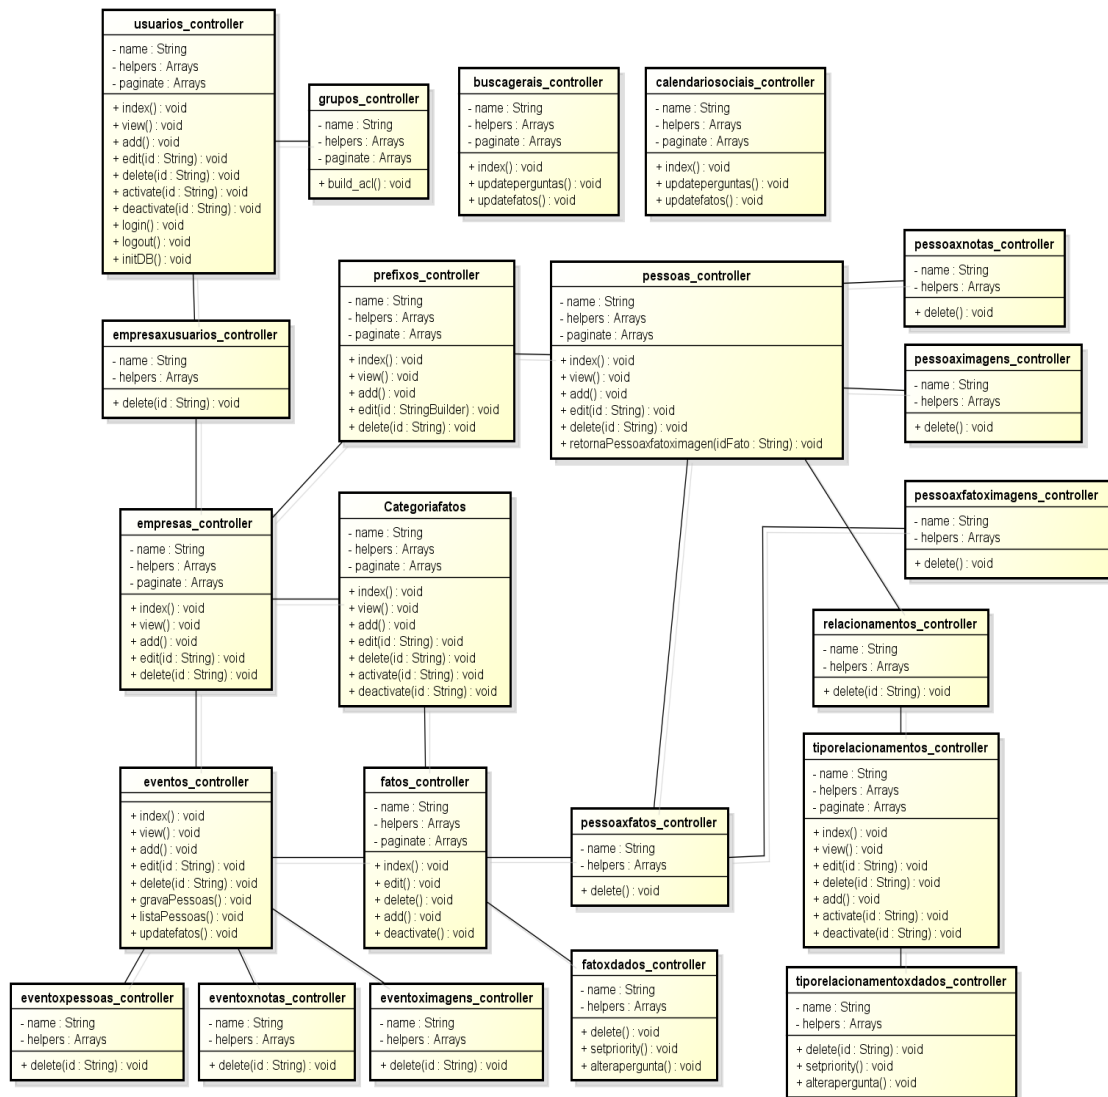 usuarios_controller
- name : String
- helpers : Arrays
- paginate : Arrays
+ index() : void
+ view() : void
+ add() : void
+ edit(id : String) : void
+ delete(id : String) : void
+ activate(id : String) : void
+ deactivate(id : String) : void
+ login() : void
+ logout() : void
+ initDB() : void
grupos_controller
- name : String
- helpers : Arrays
- paginate : Arrays
+ build_acl() : void
buscagerais_controller
- name : String
- helpers : Arrays
- paginate : Arrays
+ index() : void
+ updateperguntas() : void
+ updatefatos() : void
calendariosociais_controller
- name : String
- helpers : Arrays
- paginate : Arrays
+ index() : void
+ updateperguntas() : void
+ updatefatos() : void
empresaxusuarios_controller
- name : String
- helpers : Arrays
+ delete(id : String) : void
prefixos_controller
- name : String
- helpers : Arrays
- paginate : Arrays
+ index() : void
+ view() : void
+ add() : void
+ edit(id : StringBuilder) : void
+ delete(id : String) : void
pessoas_controller
- name : String
- helpers : Arrays
- paginate : Arrays
+ index() : void
+ view() : void
+ add() : void
+ edit(id : String) : void
+ delete(id : String) : void
+ retornaPessoaxfatoximagen(idFato : String) : void
pessoaxnotas_controller
- name : String
- helpers : Arrays
+ delete() : void
pessoaximagens_controller
- name : String
- helpers : Arrays
+ delete() : void
pessoaxfatoximagens_controller
- name : String
- helpers : Arrays
+ delete() : void
empresas_controller
- name : String
- helpers : Arrays
- paginate : Arrays
+ index() : void
+ view() : void
+ add() : void
+ edit(id : String) : void
+ delete(id : String) : void
Categoriafatos
- name : String
- helpers : Arrays
- paginate : Arrays
+ index() : void
+ view() : void
+ add() : void
+ edit(id : String) : void
+ delete(id : String) : void
+ activate(id : String) : void
+ deactivate(id : String) : void
relacionamentos_controller
- name : String
- helpers : Arrays
+ delete(id : String) : void
tiporelacionamentos_controller
- name : String
- helpers : Arrays
- paginate : Arrays
+ index() : void
+ view() : void
+ edit(id : String) : void
+ delete(id : String) : void
+ add() : void
+ activate(id : String) : void
+ deactivate(id : String) : void
eventos_controller
+ index() : void
+ view() : void
+ add() : void
+ edit(id : String) : void
+ delete(id : String) : void
+ gravaPessoas() : void
+ listaPessoas() : void
+ updatefatos() : void
fatos_controller
- name : String
- helpers : Arrays
- paginate : Arrays
+ index() : void
+ edit() : void
+ delete() : void
+ add() : void
+ deactivate() : void
pessoaxfatos_controller
- name : String
- helpers : Arrays
+ delete() : void
fatoxdados_controller
- name : String
- helpers : Arrays
+ delete() : void
+ setpriority() : void
+ alterapergunta() : void
tiporelacionamentoxdados_controller
- name : String
- helpers : Arrays
+ delete(id : String) : void
+ setpriority() : void
+ alterapergunta() : void
eventoxpessoas_controller
- name : String
- helpers : Arrays
+ delete(id : String) : void
eventoxnotas_controller
- name : String
- helpers : Arrays
+ delete(id : String) : void
eventoximagens_controller
- name : String
- helpers : Arrays
+ delete(id : String) : void